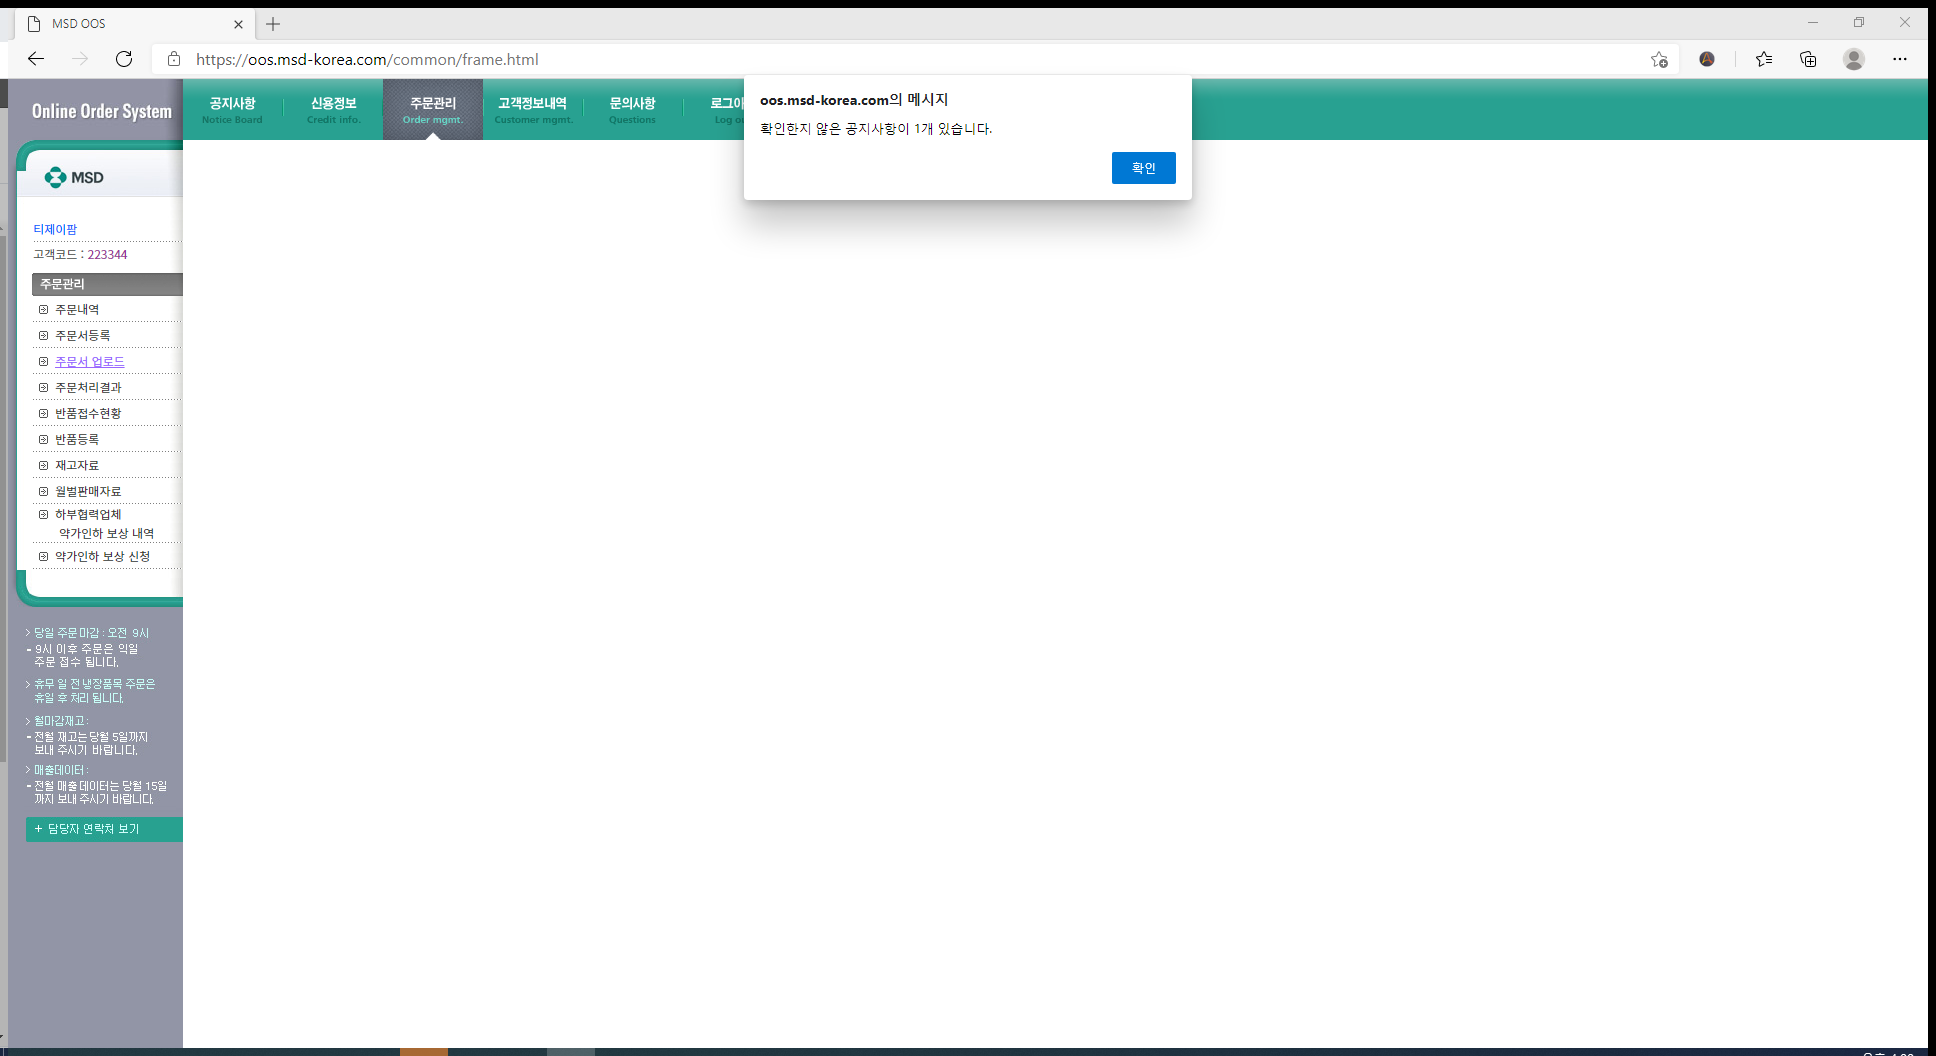 MSD OOS
https://oos.msd-korea.com/common/frame.html
Online Order System
공지사항
Notice Board
신용정보
Credit info.
주문관리
Order mgmt.
고객정보내역
Customer mgmt.
문의사항
Questions
oos.msd-korea.com의 메시지
확인한지 않은 공지사항이 1개 있습니다.
확인
MSD
티제이팜
고객코드 : 223344
주문관리
주문내역
주문서등록
주문서 업로드
주문처리결과
반품접수현황
반품등록
재고자료
월별판매자료
하부협력업체
약가인하 보상 내역
약가인하 보상 신청
> 당일 주문마감 : 오전 9시
- 9시 이후 주문은 익일
주문 접수 됩니다.
> 휴무 일 전 냉장품목 주문은
휴일 후 처리 됩니다.
> 월마감재고 :
- 전월 재고는 당월 5일까지
보내 주시기 바랍니다.
> 매출데이터 :
- 전월 매출데이터는 당월 15일
까지 보내 주시기 바랍니다.
+ 담당자 연락처 보기